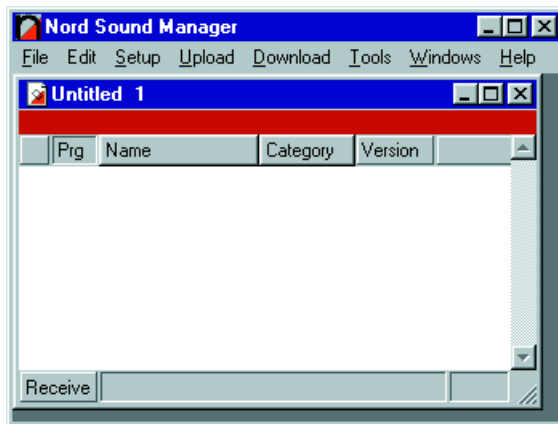 Nord Sound Manager
File Edit Setup Upload Download Tools Windows Help
Untitled 1
Prg Name Category Version
Receive